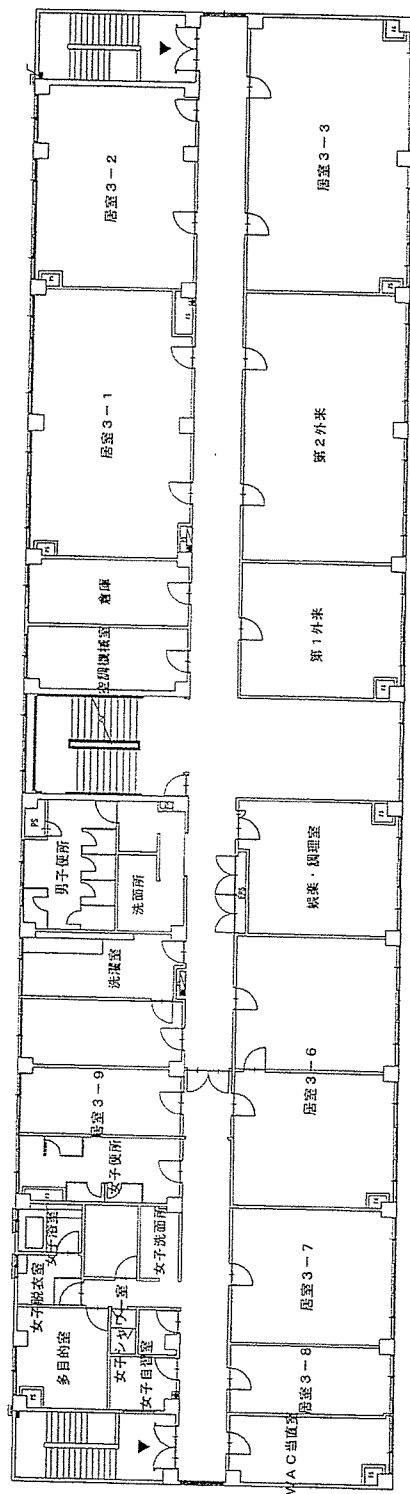 居室3-2
居室3-1
倉庫
空調機械室
男子便所
PS
洗面所
洗濯室
居室3-9
女子便所
女子浴室
女子脱衣室
女子洗面所
女子シャワー室
多目的室
女子自習室
PS
居室3-3
第2外来
第1外来
娯楽・調理室
EPS
居室3-6
居室3-7
居室3-8
WAC当直室
PS